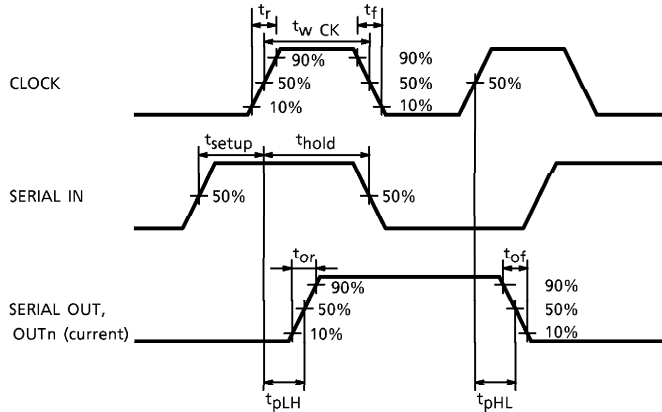 tr
tw CK
tf
CLOCK
90%
50%
10%
90%
50%
10%
50%
tsetup
thold
SERIAL IN
50%
50%
tor
tof
SERIAL OUT,
OUTn (current)
90%
50%
10%
90%
50%
10%
tpLH
tpHL